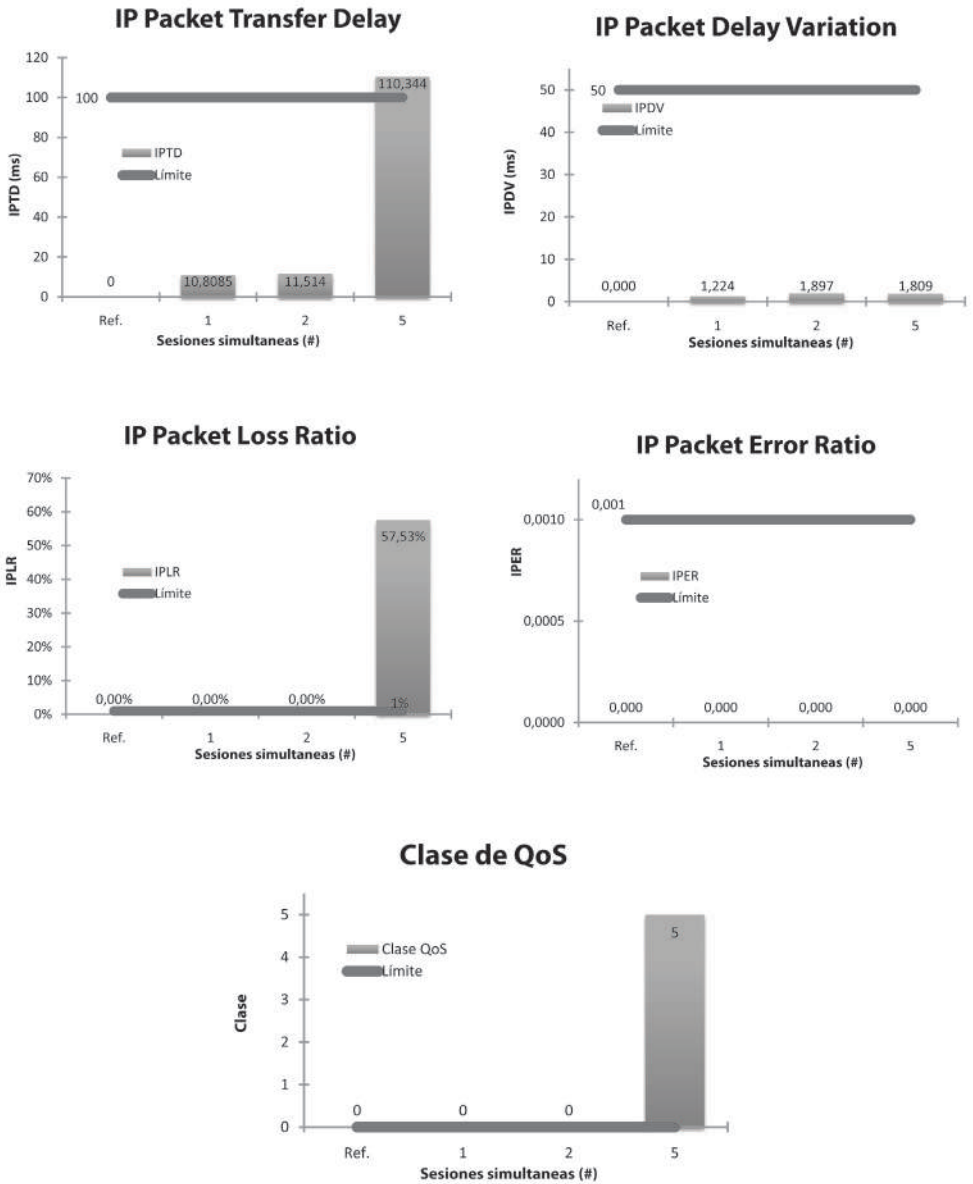 IP Packet Transfer Delay
120
100
80
60
40
20
0
IPTD (ms)
100
110,344
IPTD
Límite
0
10,8085
11,514
Ref.
1
2
5
Sesiones simultaneas (#)
IP Packet Delay Variation
50
40
30
20
10
0
IPDV (ms)
50
IPDV
Límite
0,000
1,224
1,897
1,809
Ref.
1
2
5
Sesiones simultaneas (#)
IP Packet Loss Ratio
70%
60%
50%
40%
30%
20%
10%
0%
IPLR
57,53%
IPLR
Límite
0,00%
0,00%
0,00%
1%
Ref.
1
2
5
Sesiones simultaneas (#)
IP Packet Error Ratio
0,0010
0,0005
0,0000
IPER
0,001
IPER
Límite
0,000
0,000
0,000
0,000
Ref.
1
2
5
Sesiones simultaneas (#)
Clase de QoS
5
4
3
2
1
0
Clase
5
Clase QoS
Límite
0
0
0
Ref.
1
2
5
Sesiones simultaneas (#)